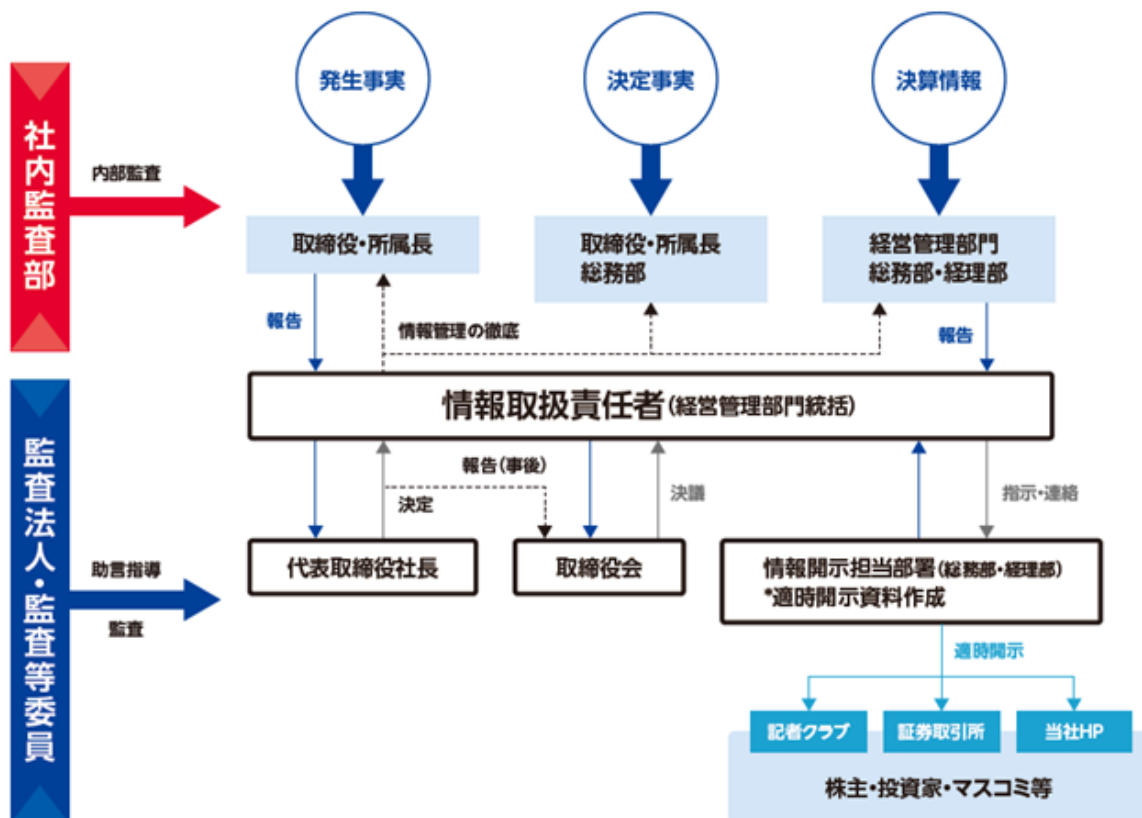 発生事実
決定事実
決算情報
社内監査部
内部監査
取締役・所属長
取締役・所属長
総務部
経営管理部門
総務部・経理部
報告
情報管理の徹底
報告
情報取扱責任者(経営管理部門統括)
監査法人・監査等委員
報告(事後)
決定
決議
指示・連絡
助言指導
監査
代表取締役社長
取締役会
情報開示担当部署(総務部・経理部)
*適時開示資料作成
適時開示
記者クラブ
証券取引所
当社HP
株主・投資家・マスコミ等